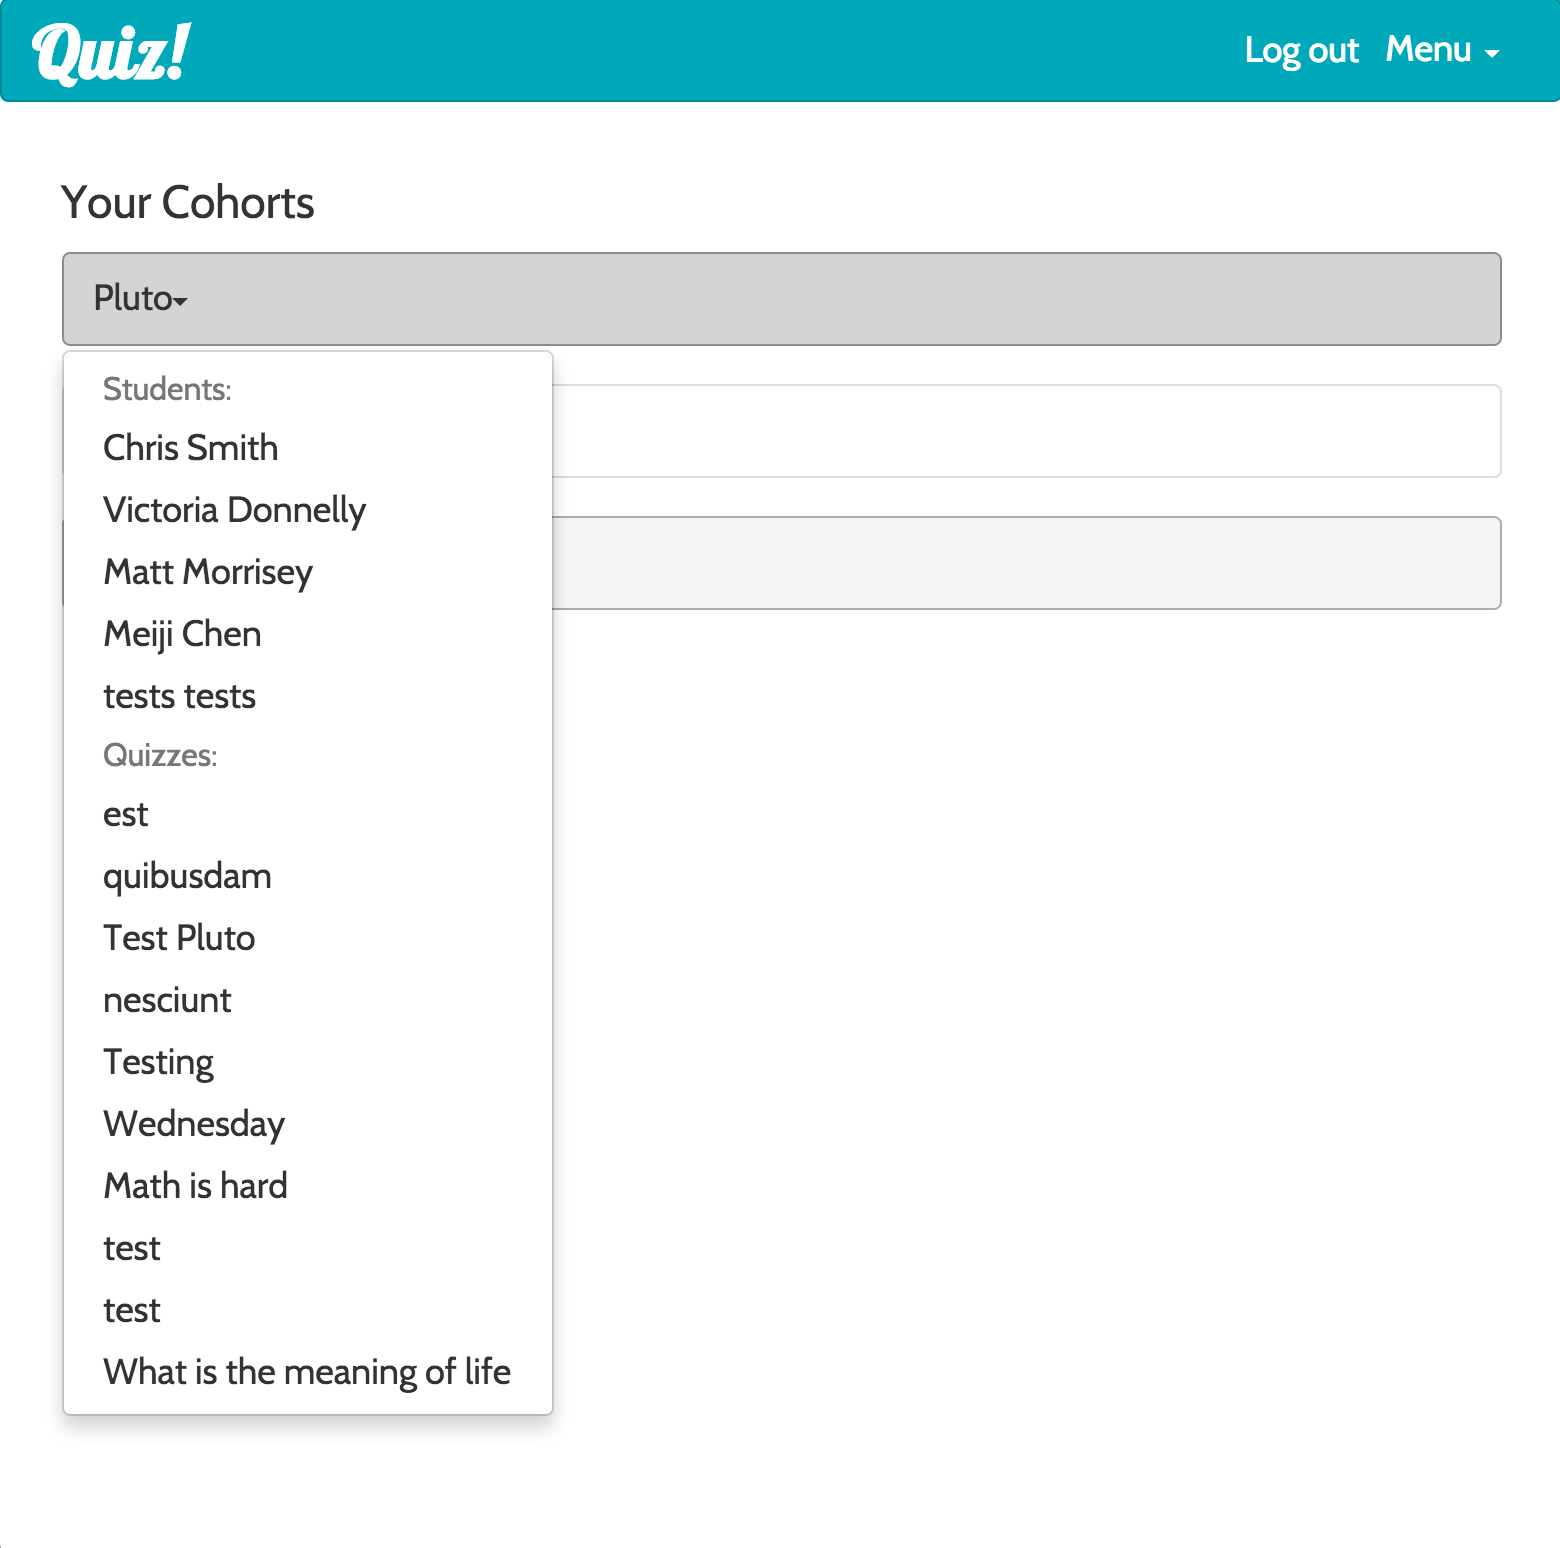 Quiz!
Log out Menu
Your Cohorts
Pluto
Students:
Chris Smith
Victoria Donnelly
Matt Morrisey
Meiji Chen
tests tests
Quizzes:
est
quibusdam
Test Pluto
nesciunt
Testing
Wednesday
Math is hard
test
test
What is the meaning of life